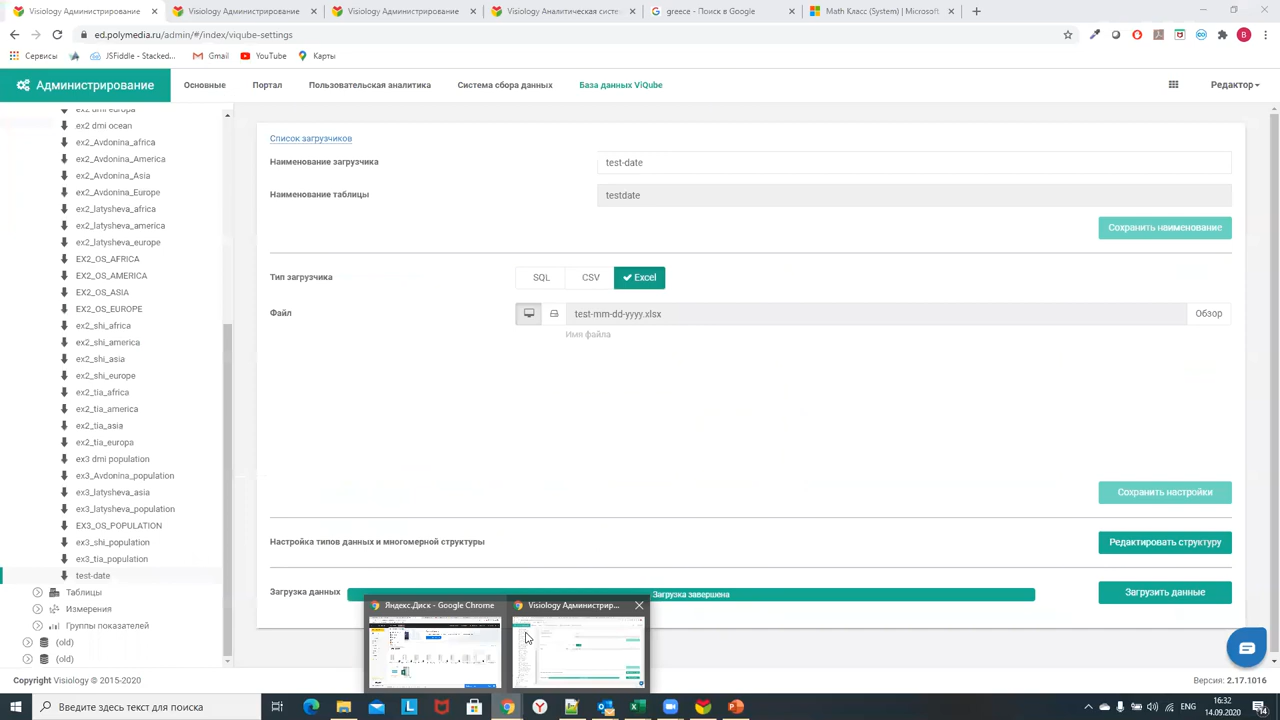 Visiology Администрировани
Visiology Администрировани
Visiology Администрировани
Visiology Аналитическая систем
greece - Поиск в Google
Math Класс (System) | Microsoft
ed.polymedia.ru/admin/#/index/viqube-settings
Сервисы
JSFiddle - Stacked...
Gmail
YouTube
Карты
Администрирование
Основные
Портал
Пользовательская аналитика
Система сбора данных
База данных ViQube
Редактор
ex2 dmi europa
ex2 dmi ocean
ex2_Avdonina_africa
ex2_Avdonina_America
ex2_Avdonina_Asia
ex2_Avdonina_Europe
ex2_latysheva_africa
ex2_latysheva_america
ex2_latysheva_europe
EX2_OS_AFRICA
EX2_OS_AMERICA
EX2_OS_ASIA
EX2_OS_EUROPE
ex2_shi_africa
ex2_shi_america
ex2_shi_asia
ex2_shi_europe
ex2_tia_africa
ex2_tia_america
ex2_tia_asia
ex2_tia_europa
ex3 dmi population
ex3_Avdonina_population
ex3_latysheva_asia
ex3_latysheva_population
EX3_OS_POPULATION
ex3_shi_population
ex3_tia_population
test-date
Таблицы
Измерения
Группы показателей
(old)
(old)
Список загрузчиков
Наименование загрузчика
test-date
Наименование таблицы
testdate
Сохранить наименование
Тип загрузчика
SQL
CSV
Excel
Файл
test-mm-dd-yyyy.xlsx
Обзор
Имя файла
Сохранить настройки
Настройка типов данных и многомерной структуры
Редактировать структуру
Загрузка данных
Загрузка завершена
Загрузить данные
Яндекс.Диск - Google Chrome
Visiology Администрир...
Copyright Visiology © 2015-2020
Версия: 2.17.1016
Введите здесь текст для поиска
ENG
16:32
14.09.2020